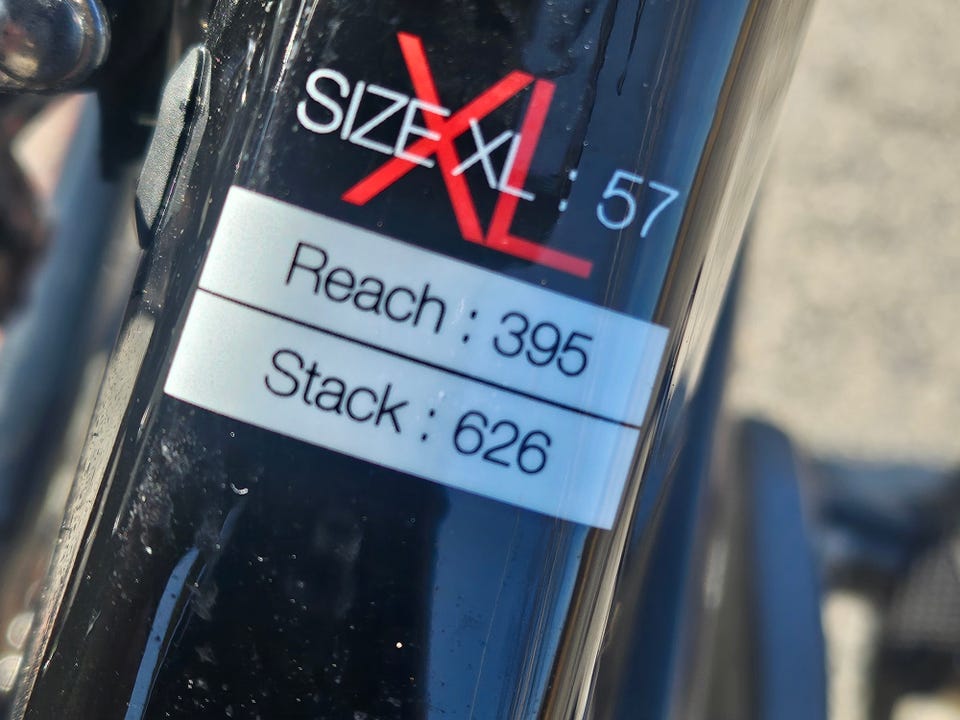 SIZE XL : 57
XL
Reach : 395
Stack : 626